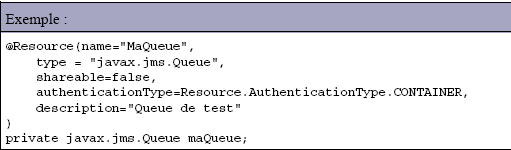 Exemple :
@Resource(name="MaQueue",
    type = "javax.jms.Queue",
    shareable=false,
    authenticationType=Resource.AuthenticationType.CONTAINER,
    description="Queue de test"
)
private javax.jms.Queue maQueue;